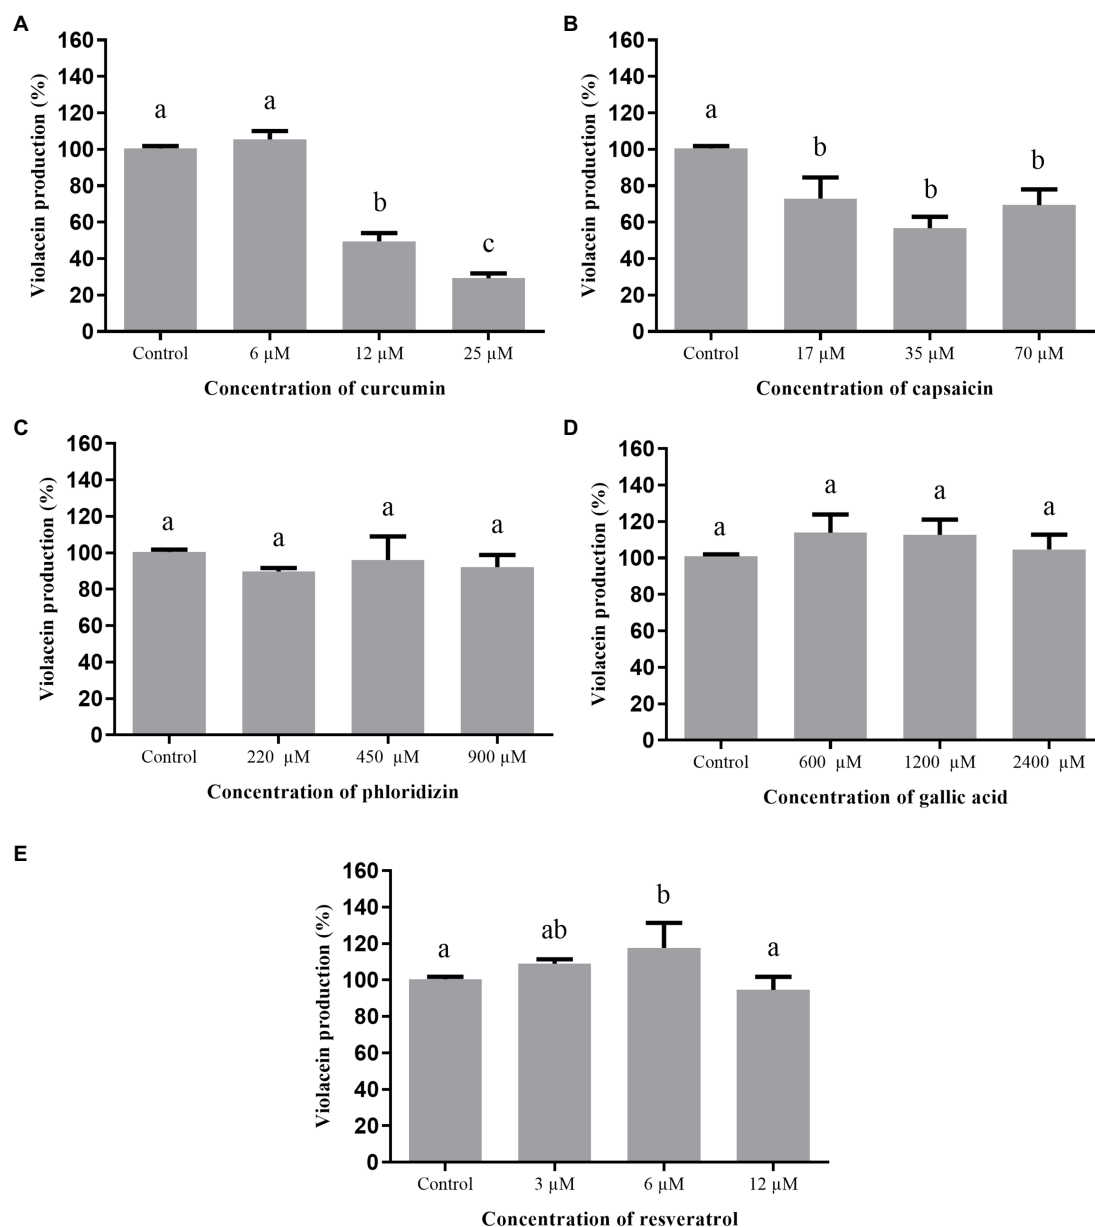 A
160
140
120
100
80
60
40
20
0
Violacein production (%)
a
a
b
c
Control 6 µM 12 µM 25 µM
Concentration of curcumin
B
160
140
120
100
80
60
40
20
0
Violacein production (%)
a
b
b
b
Control 17 µM 35 µM 70 µM
Concentration of capsaicin
C
160
140
120
100
80
60
40
20
0
Violacein production (%)
a
a
a
a
Control 220 µM 450 µM 900 µM
Concentration of phloridizin
D
160
140
120
100
80
60
40
20
0
Violacein production (%)
a
a
a
a
Control 600 µM 1200 µM 2400 µM
Concentration of gallic acid
E
160
140
120
100
80
60
40
20
0
Violacein production (%)
a
ab
b
a
Control 3 µM 6 µM 12 µM
Concentration of resveratrol